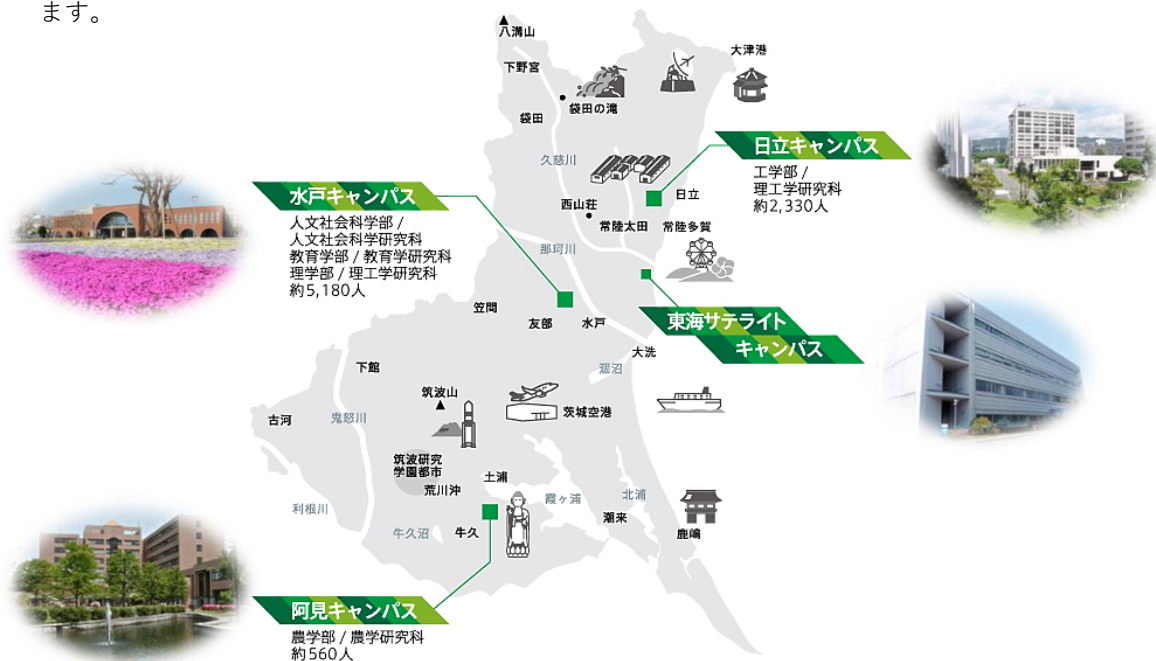 ます。
八溝山
大津港
下野宮
袋田の滝
袋田
日立キャンパス
工学部 /
理工学研究科
約2,330人
久慈川
水戸キャンパス
人文社会科学部 /
人文社会科学研究科
教育学部 / 教育学研究科
理学部 / 理工学研究科
約5,180人
日立
西山荘
常陸太田
常陸多賀
那珂川
笠間
友部
水戸
東海サテライト
キャンパス
大洗
涸沼
下館
筑波山
茨城空港
古河
鬼怒川
筑波研究
学園都市
土浦
荒川沖
霞ヶ浦
北浦
利根川
潮来
牛久沼
牛久
鹿嶋
阿見キャンパス
農学部 / 農学研究科
約560人